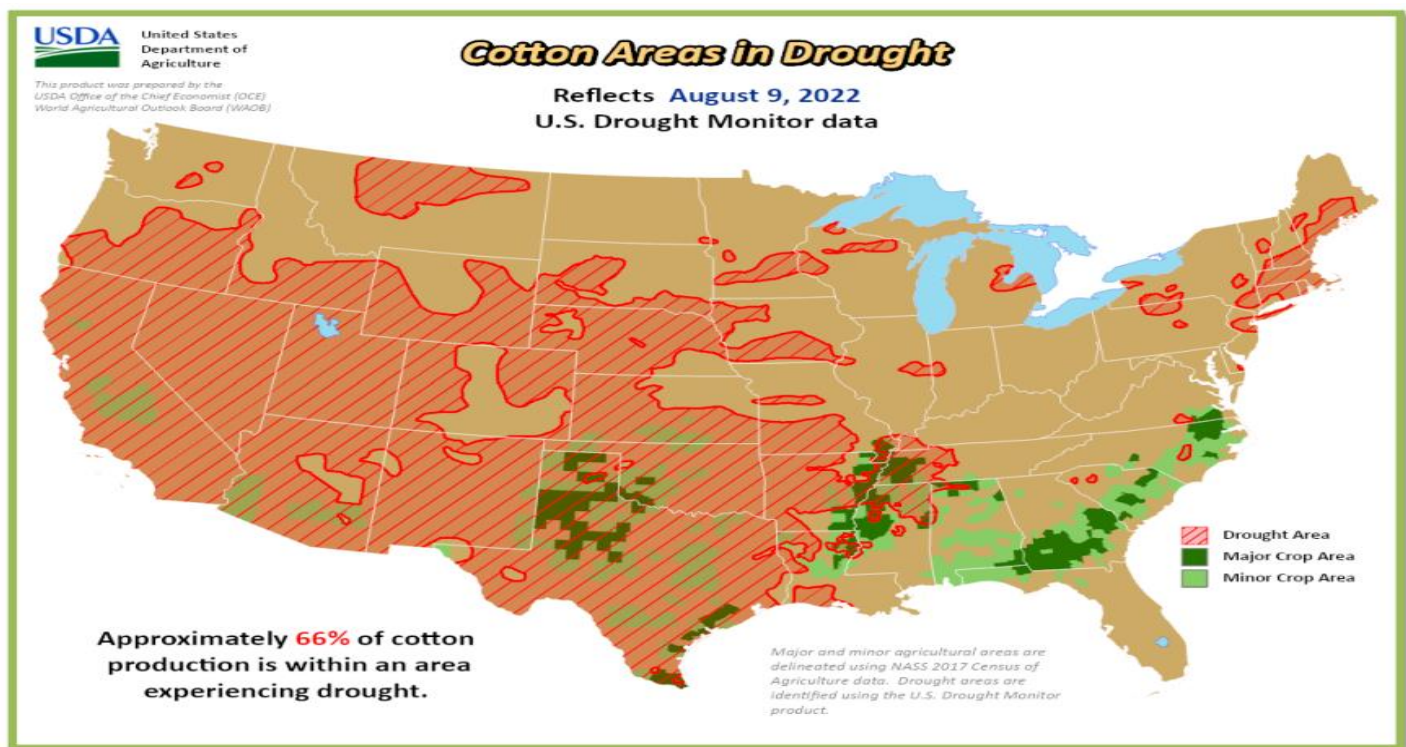 USDA
United States
Department of
Agriculture
This product was prepared by the
USDA Office of the Chief Economist (OCE)
World Agricultural Outlook Board (WAOB)
Cotton Areas in Drought
Reflects August 9, 2022
U.S. Drought Monitor data
Drought Area
Major Crop Area
Minor Crop Area
Approximately 66% of cotton
production is within an area
experiencing drought.
Major and minor agricultural areas are
delineated using NASS 2017 Census of
Agriculture data. Drought areas are
identified using the U.S. Drought Monitor
product.